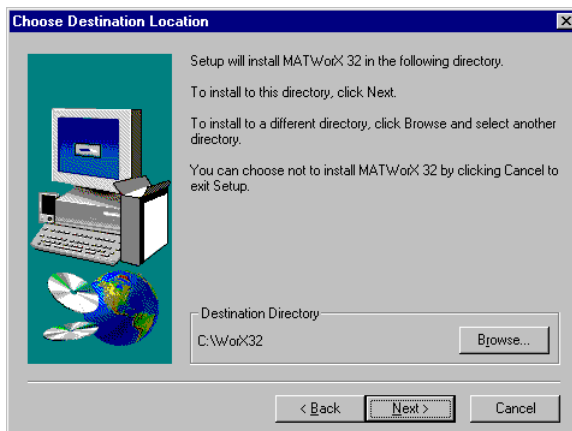 Choose Destination Location
Setup will install MATWorX 32 in the following directory.
To install to this directory, click Next.
To install to a different directory, click Browse and select another
directory.
You can choose not to install MATWorX 32 by clicking Cancel to
exit Setup.
Destination Directory
C:\WorX32
Browse...
< Back
Next >
Cancel